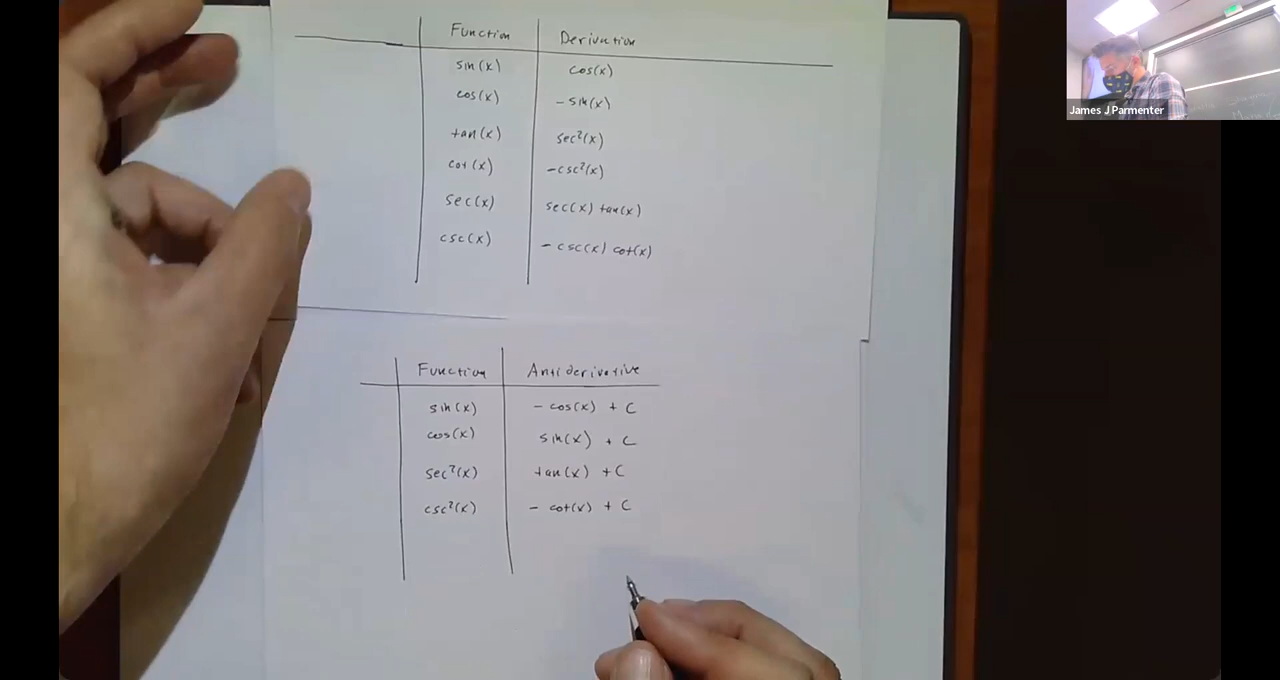 Function Derivative
sin(x) cos(x)
cos(x) -sin(x)
tan(x) sec²(x)
cot(x) -csc²(x)
sec(x) sec(x) tan(x)
csc(x) -csc(x) cot(x)
Function Antiderivative
sin(x) - cos(x) + C
cos(x) sin(x) + C
sec²(x) tan(x) + C
csc²(x) - cot(x) + C
James J Parmenter